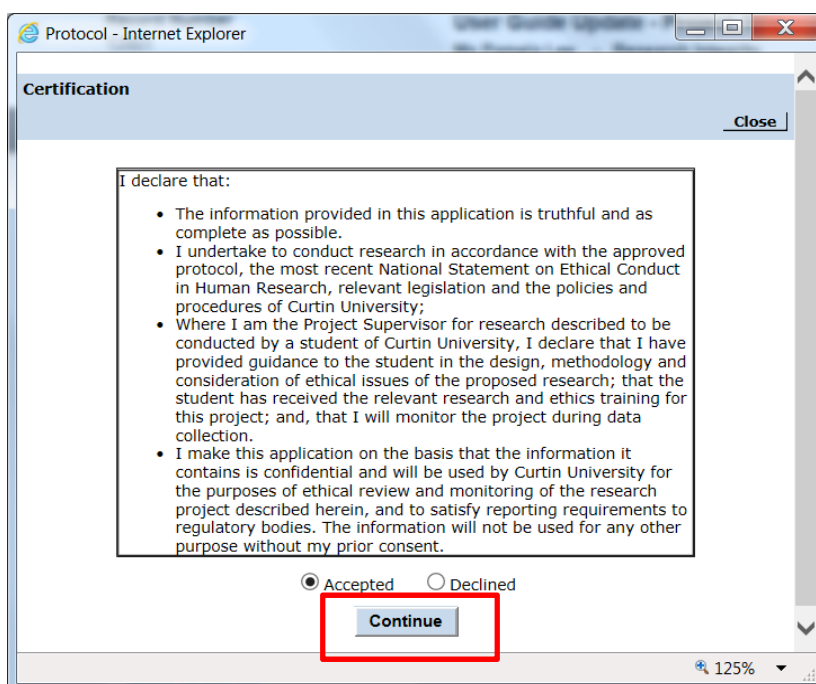 Protocol - Internet Explorer
Certification
Close
I declare that:
• The information provided in this application is truthful and as
complete as possible.
• I undertake to conduct research in accordance with the approved
protocol, the most recent National Statement on Ethical Conduct
in Human Research, relevant legislation and the policies and
procedures of Curtin University;
• Where I am the Project Supervisor for research described to be
conducted by a student of Curtin University, I declare that I have
provided guidance to the student in the design, methodology and
consideration of ethical issues of the proposed research; that the
student has received the relevant research and ethics training for
this project; and, that I will monitor the project during data
collection.
• I make this application on the basis that the information it
contains is confidential and will be used by Curtin University for
the purposes of ethical review and monitoring of the research
project described herein, and to satisfy reporting requirements to
regulatory bodies. The information will not be used for any other
purpose without my prior consent.
Accepted Declined
Continue
125%